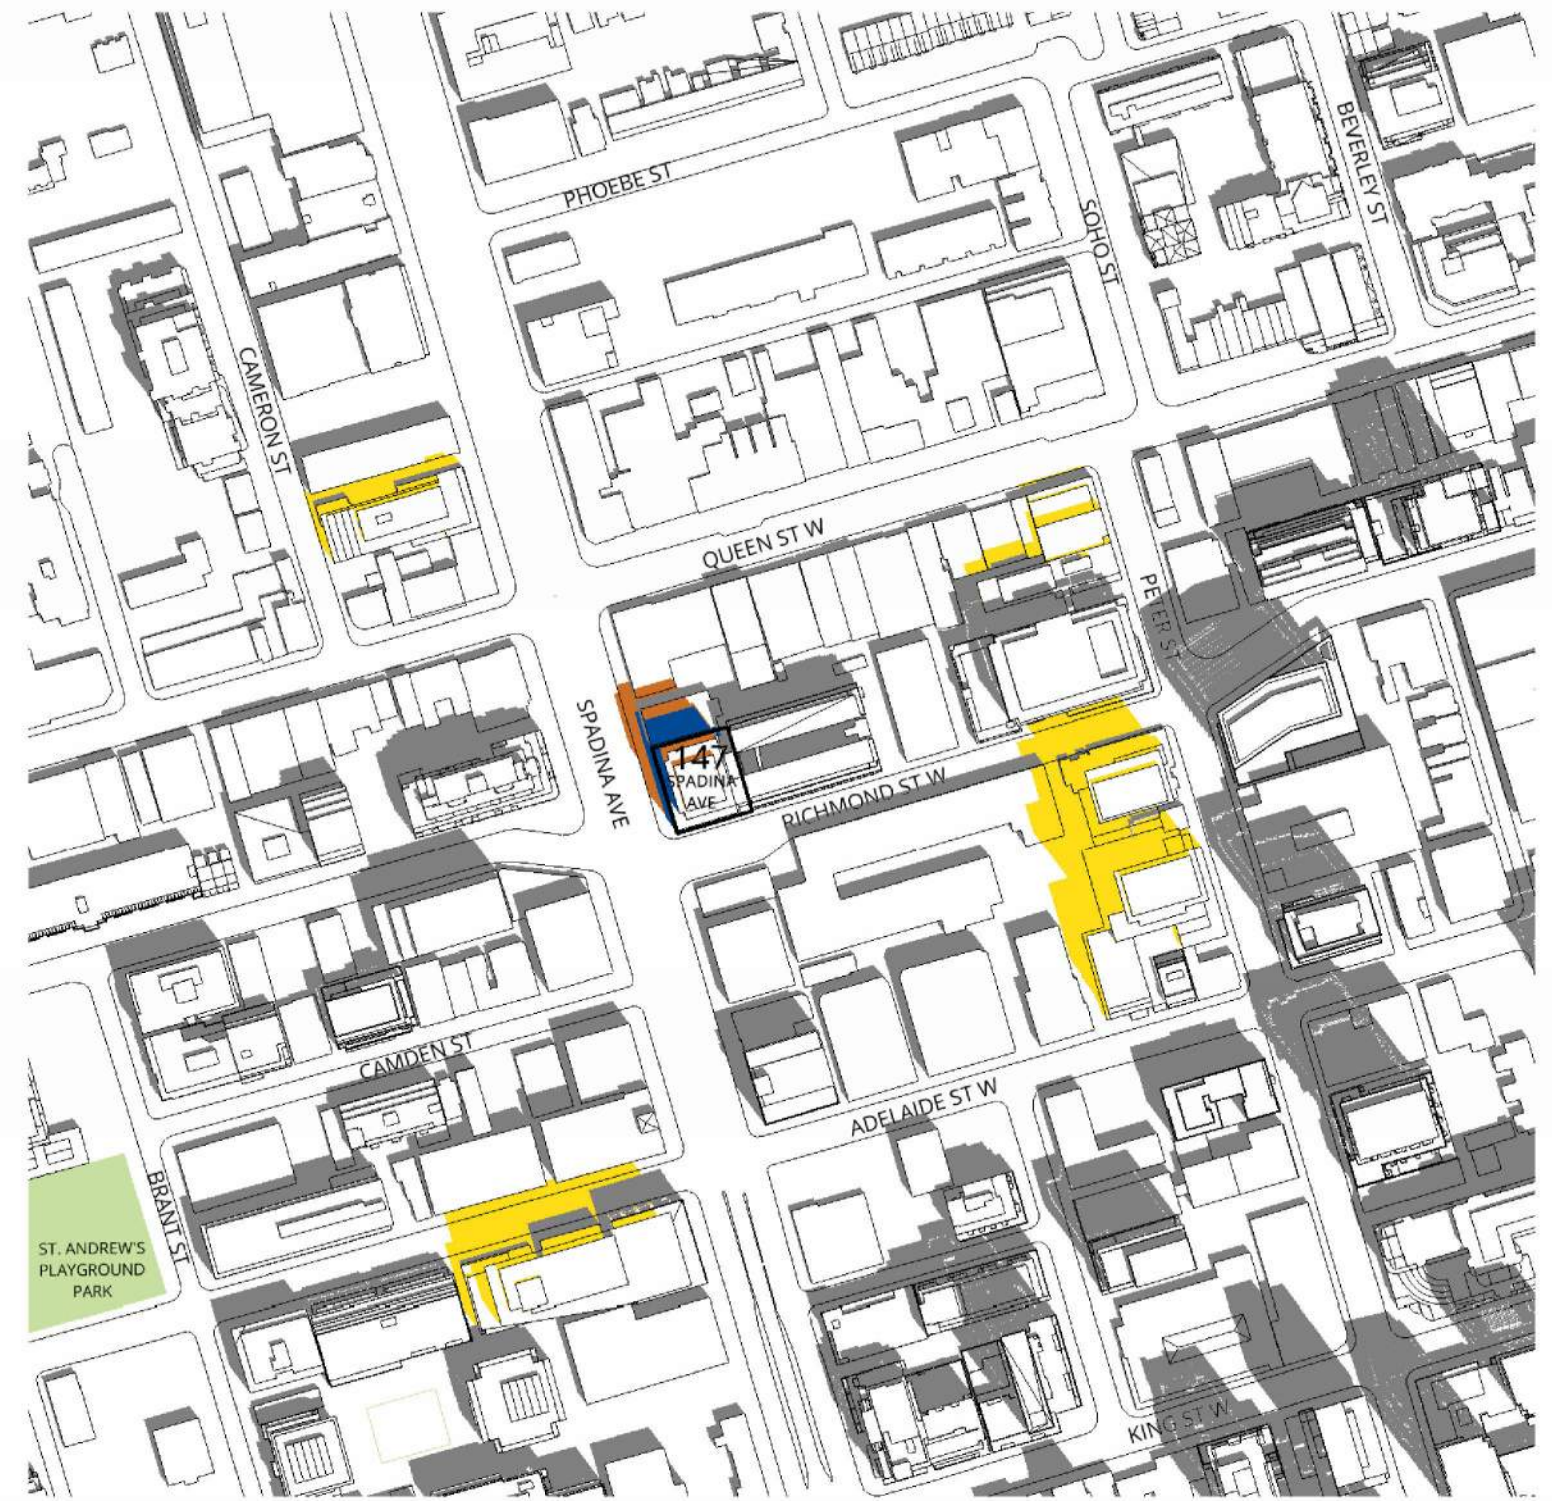 BEVERLEY ST
PHOEBE ST
SOHO ST
CAMERON ST
QUEEN ST W
PETER ST
SPADINA AVE
147
SPADINA
AVE
RICHMOND ST W
CAMDEN ST
ADELAIDE ST W
BRANT ST
ST. ANDREW'S
PLAYGROUND
PARK
KING ST W